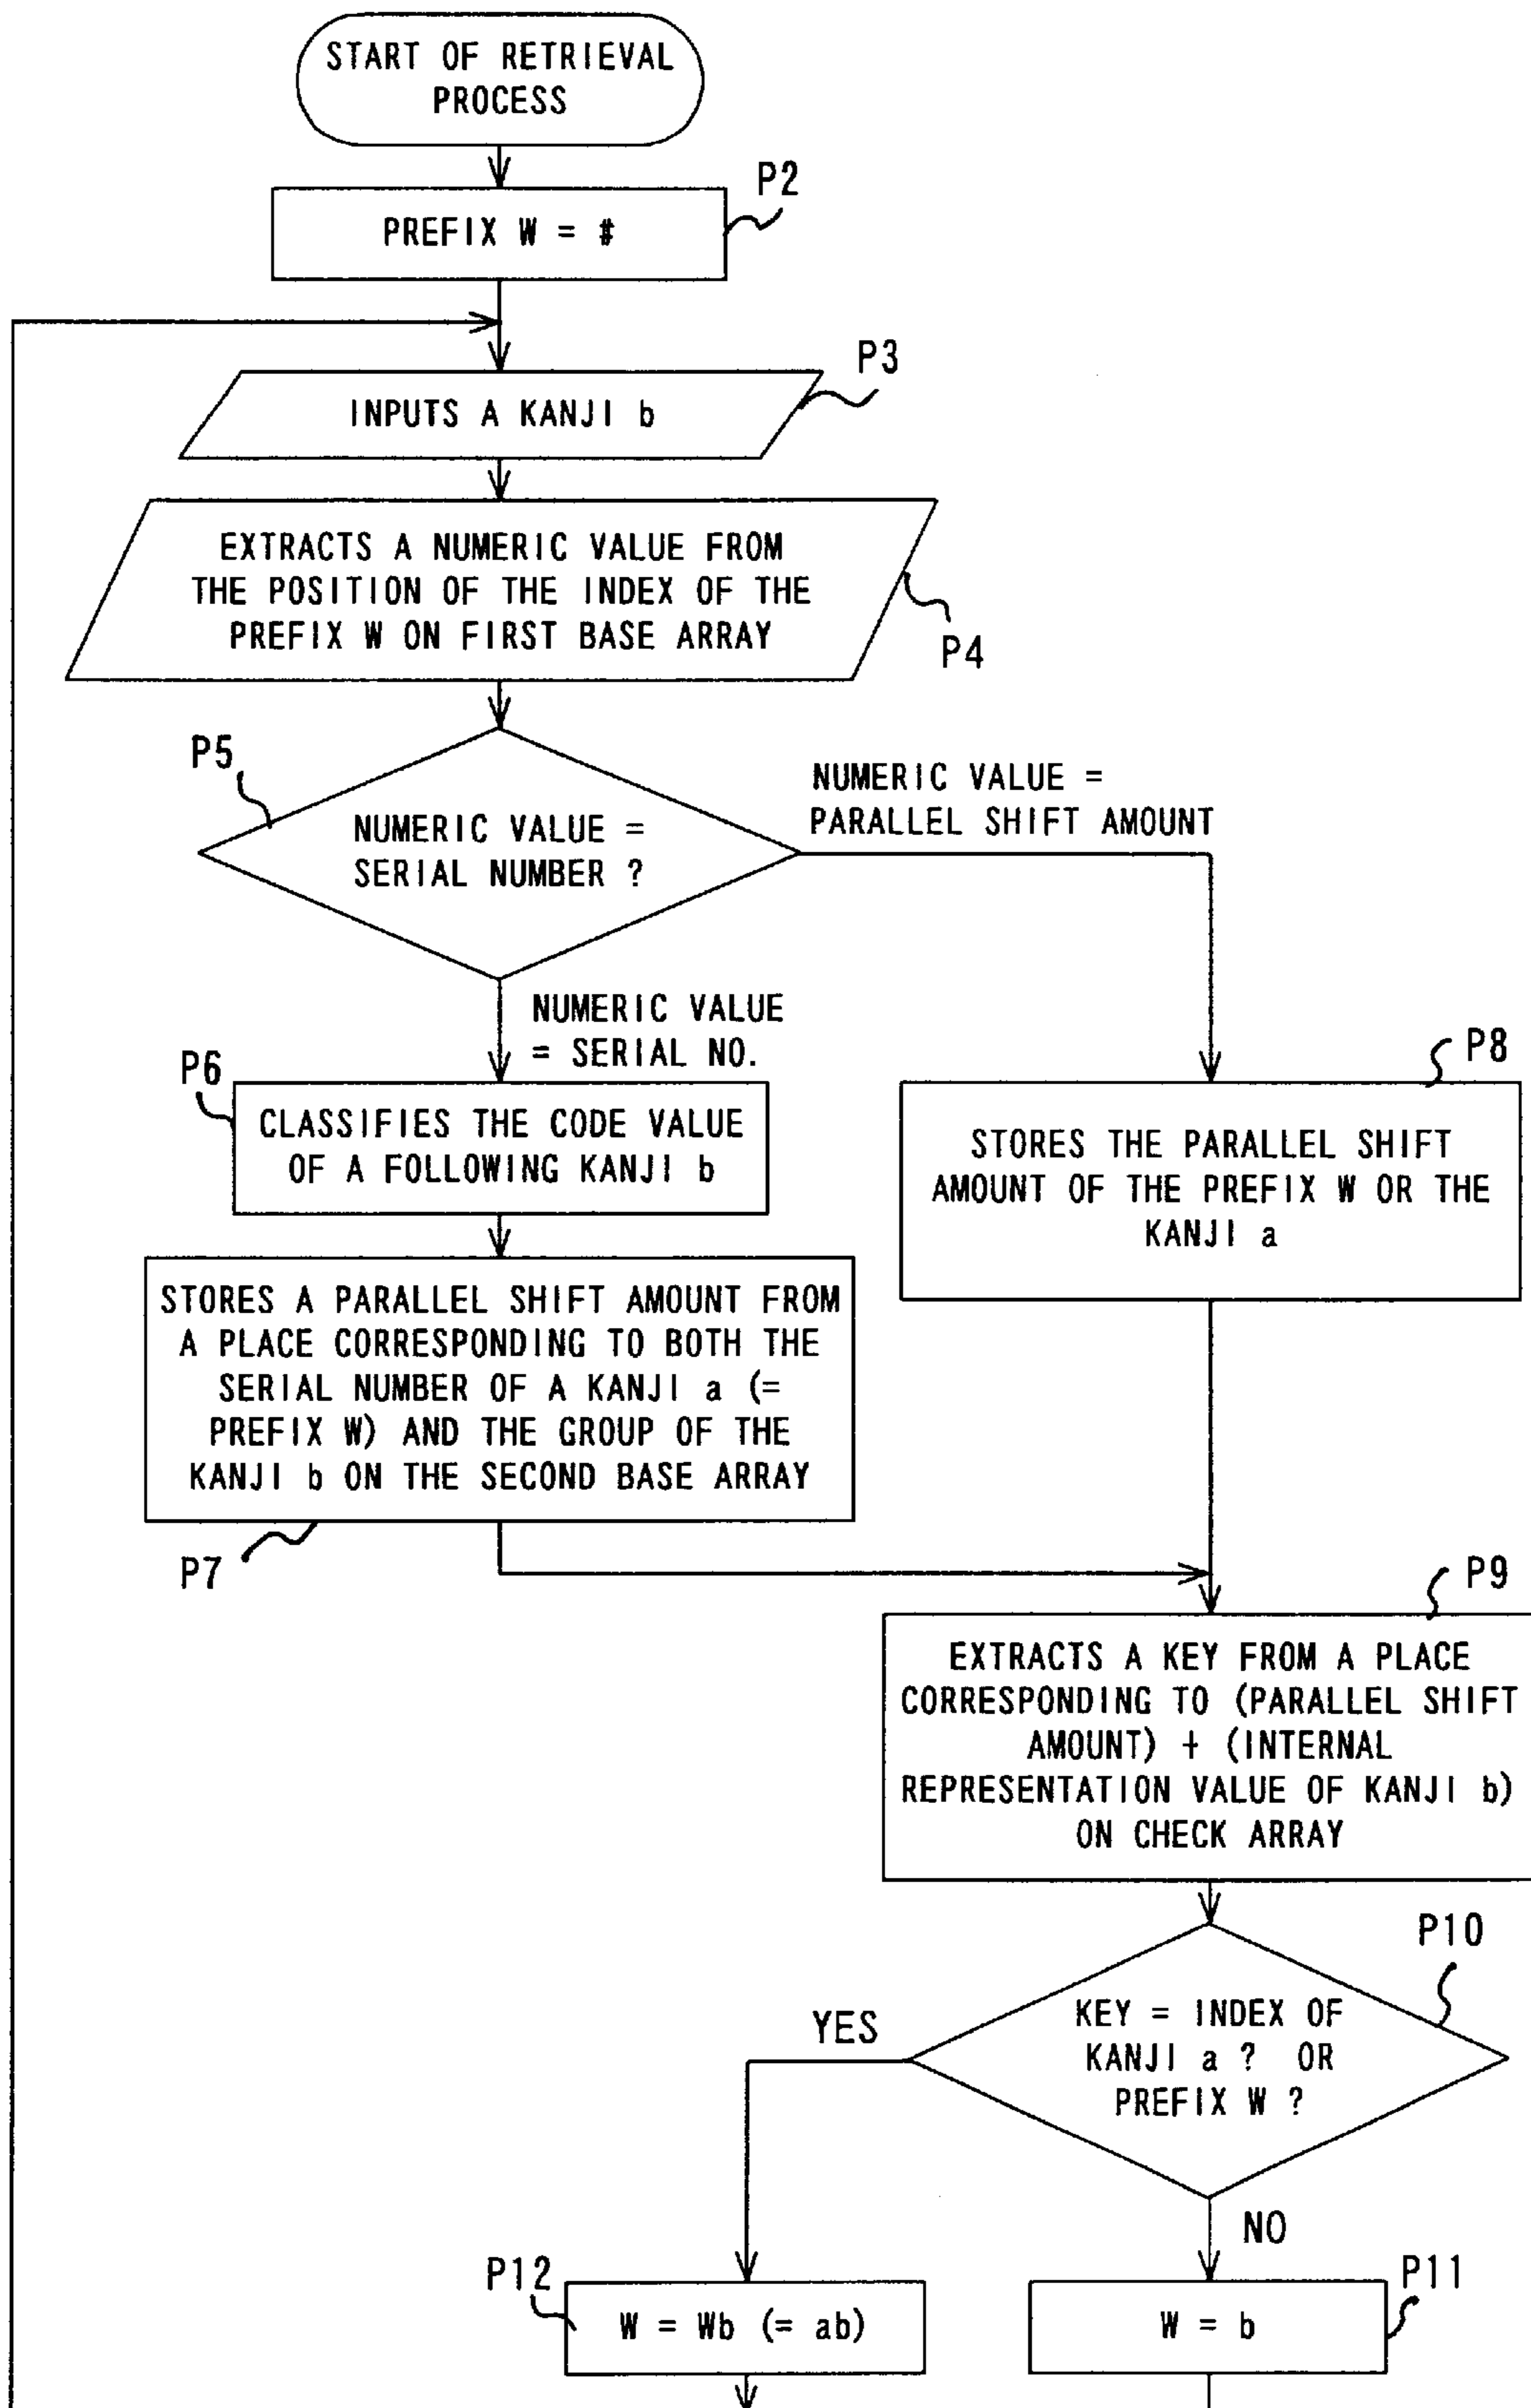 START OF RETRIEVAL
PROCESS
P2
PREFIX W = #
P3
INPUTS A KANJI b
EXTRACTS A NUMERIC VALUE FROM
THE POSITION OF THE INDEX OF THE
PREFIX W ON FIRST BASE ARRAY
P4
P5
NUMERIC VALUE =
SERIAL NUMBER ?
NUMERIC VALUE =
PARALLEL SHIFT AMOUNT
NUMERIC VALUE
= SERIAL NO.
P6
CLASSIFIES THE CODE VALUE
OF A FOLLOWING KANJI b
P8
STORES THE PARALLEL SHIFT
AMOUNT OF THE PREFIX W OR THE
KANJI a
STORES A PARALLEL SHIFT AMOUNT FROM
A PLACE CORRESPONDING TO BOTH THE
SERIAL NUMBER OF A KANJI a (=
PREFIX W) AND THE GROUP OF THE
KANJI b ON THE SECOND BASE ARRAY
P7
P9
EXTRACTS A KEY FROM A PLACE
CORRESPONDING TO (PARALLEL SHIFT
AMOUNT) + (INTERNAL
REPRESENTATION VALUE OF KANJI b)
ON CHECK ARRAY
P10
KEY = INDEX OF
KANJI a ? OR
PREFIX W ?
YES
NO
P12
W = Wb (= ab)
P11
W = b